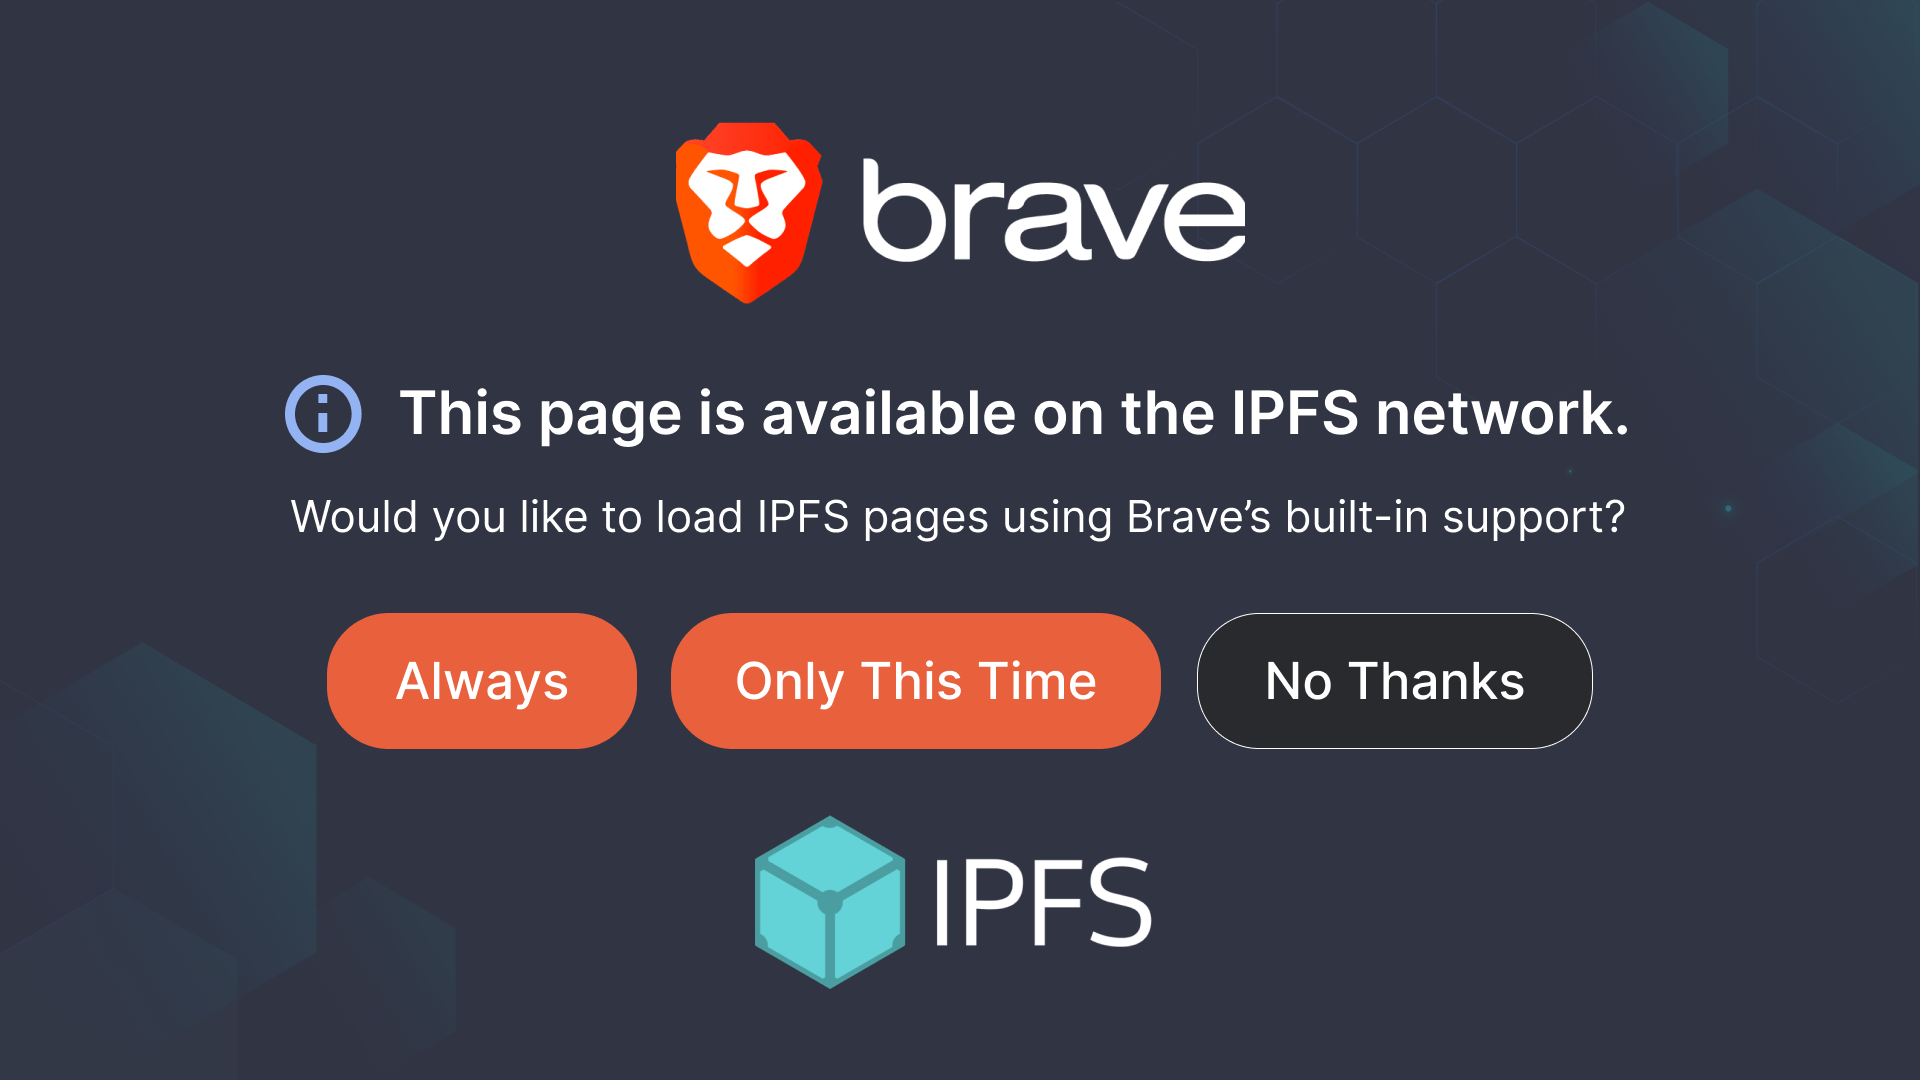 brave
This page is available on the IPFS network.
Would you like to load IPFS pages using Brave’s built-in support?
Always
Only This Time
No Thanks
IPFS